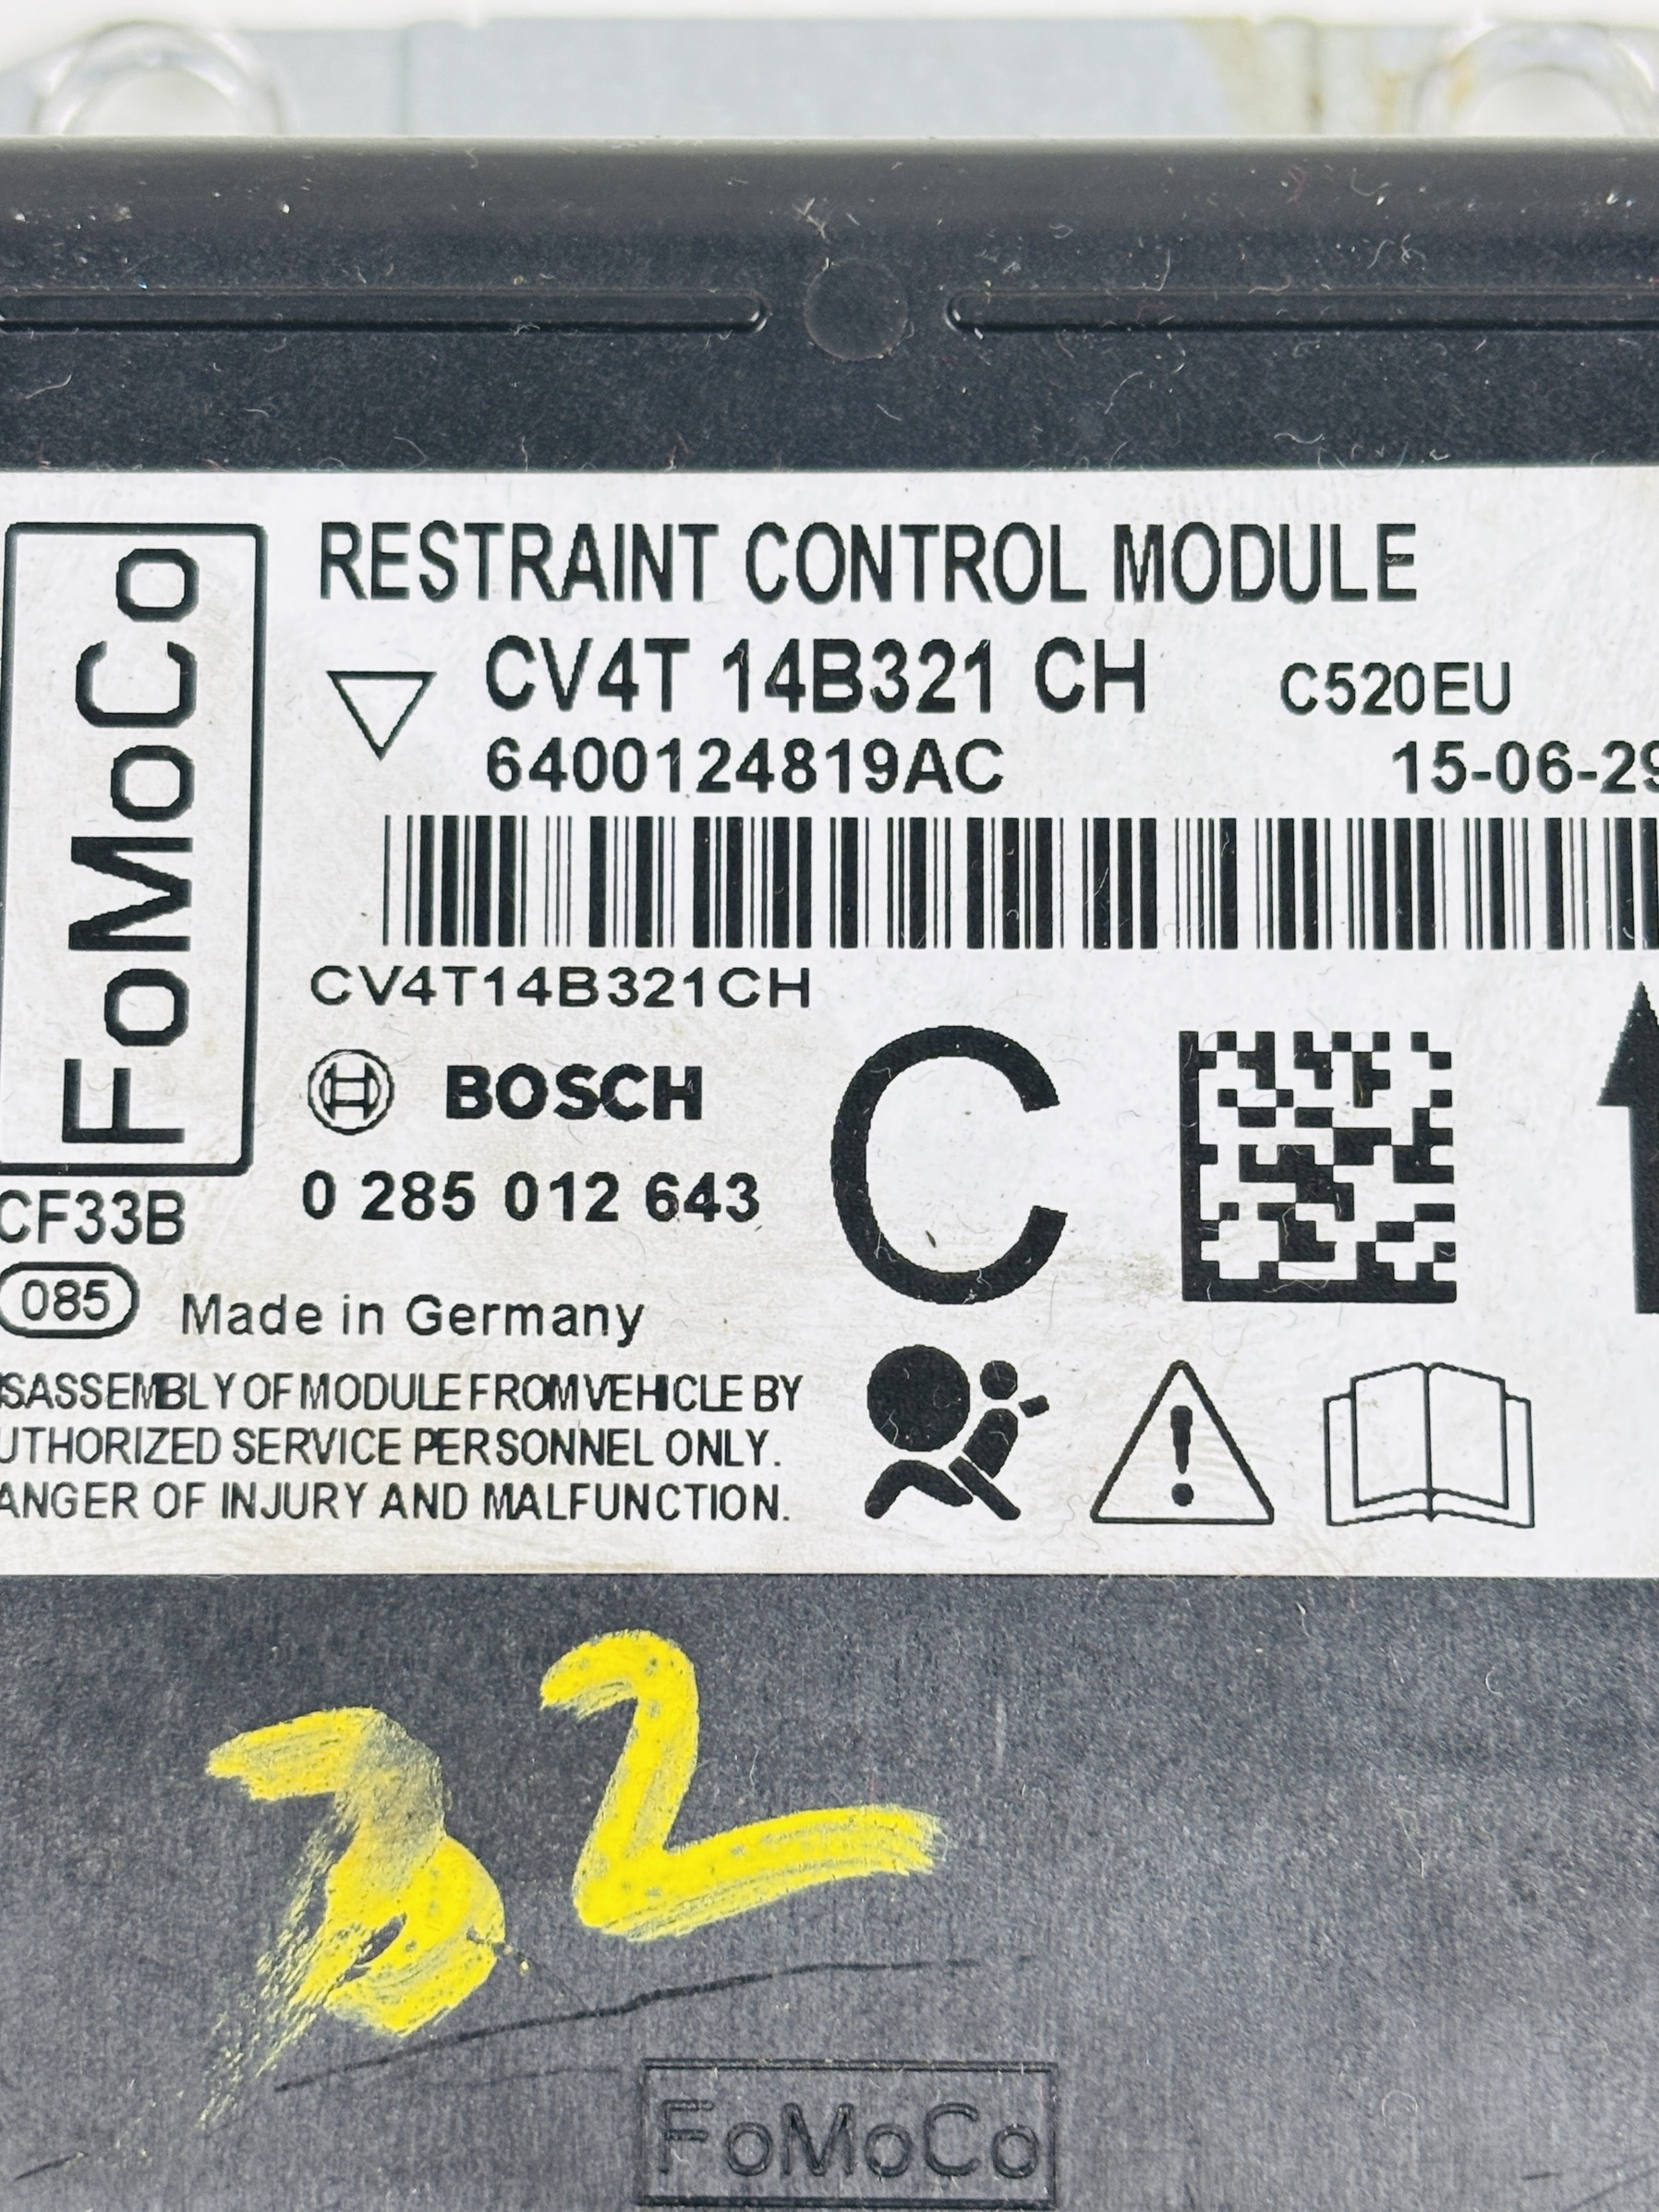 FoMoCo
RESTRAINT CONTROL MODULE
CV4T 14B321 CH C520EU
6400124819AC 15-06-29
CV4T14B321CH
BOSCH
C
0 285 012 643
CF33B
085 Made in Germany
ISASSEMBLY OF MODULE FROM VEHICLE BY
UTHORIZED SERVICE PERSONNEL ONLY.
ANGER OF INJURY AND MALFUNCTION.
32
FoMoCo